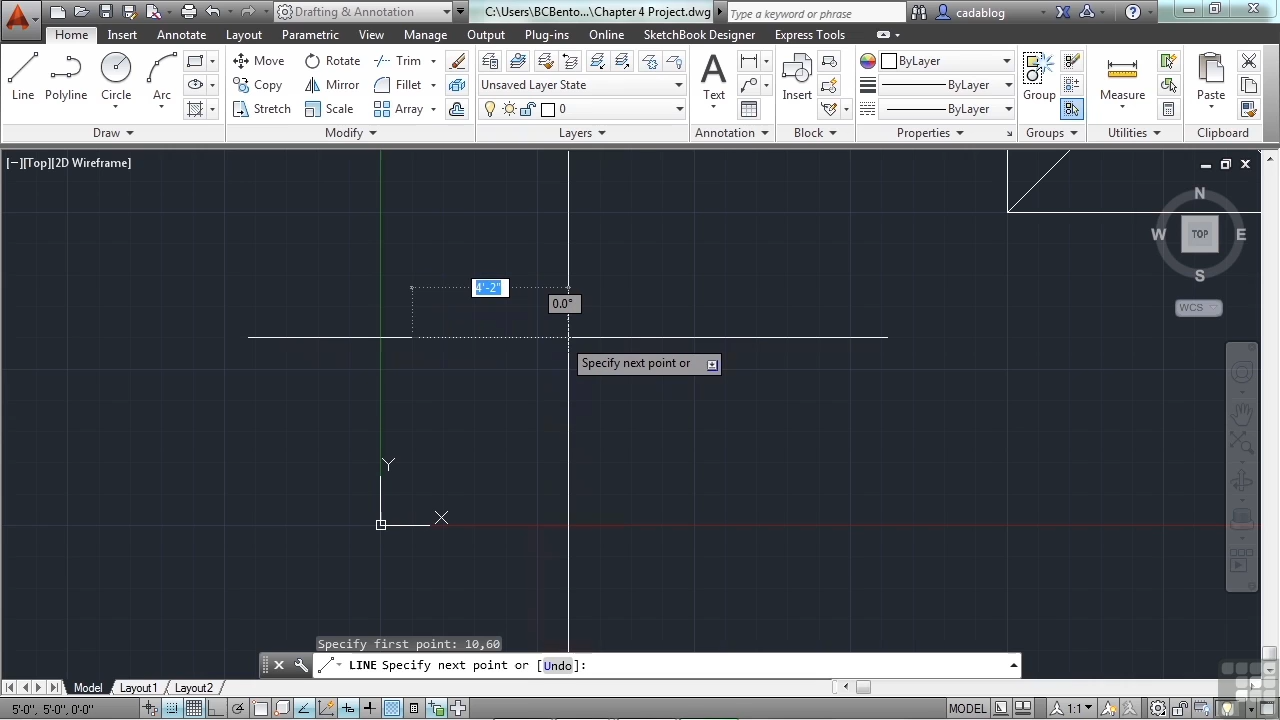 Drafting & Annotation
C:\Users\BCBento...\Chapter 4 Project.dwg
Type a keyword or phrase
cadablog
Home Insert Annotate Layout Parametric View Manage Output Plug-ins Online SketchBook Designer Express Tools
Line
Polyline
Circle
Arc
Move
Rotate
Trim
Copy
Mirror
Fillet
Stretch
Scale
Array
Unsaved Layer State
0
Text
Insert
ByLayer
ByLayer
ByLayer
Group
Measure
Paste
Draw
Modify
Layers
Annotation
Block
Properties
Groups
Utilities
Clipboard
[−][Top][2D Wireframe]
N
W
TOP
E
S
WCS
4'-2"
0.0°
Specify next point or
Y
X
Specify first point: 10,60
LINE Specify next point or [Undo]:
Model Layout1 Layout2
5'-0", 5'-0", 0'-0"
MODEL
1:1